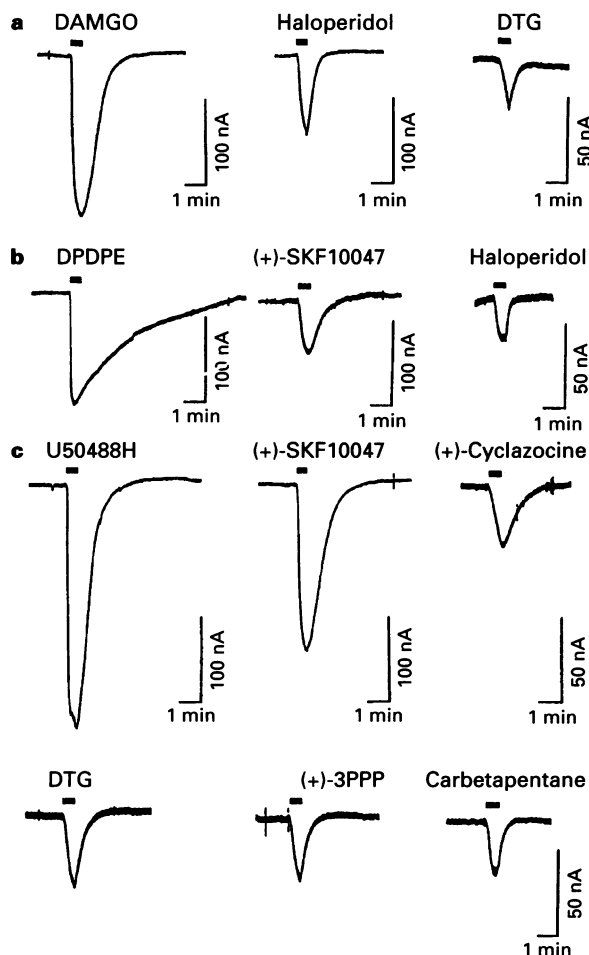 a DAMGO Haloperidol DTG
100 nA 100 nA 50 nA
1 min 1 min 1 min
b DPDPE (+)-SKF10047 Haloperidol
100 nA 100 nA 50 nA
1 min 1 min 1 min
c U50488H (+)-SKF10047 (+)-Cyclazocine
100 nA 100 nA 50 nA
1 min 1 min 1 min
DTG (+)-3PPP Carbetapentane
50 nA
1 min